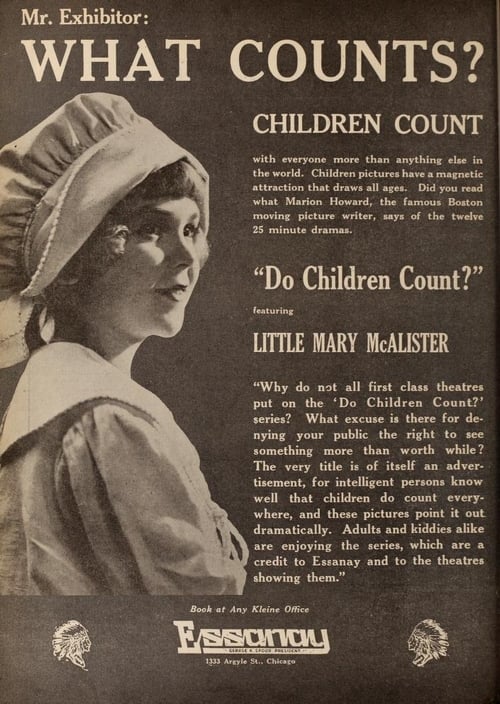 Mr. Exhibitor:
WHAT COUNTS?
CHILDREN COUNT
with everyone more than anything else in
the world. Children pictures have a magnetic
attraction that draws all ages. Did you read
what Marion Howard, the famous Boston
moving picture writer, says of the twelve
25 minute dramas.
"Do Children Count?"
featuring
LITTLE MARY McALISTER
"Why do not all first class theatres
put on the 'Do Children Count?'
series? What excuse is there for de-
nying your public the right to see
something more than worth while?
The very title is of itself an adver-
tisement, for intelligent persons know
well that children do count every-
where, and these pictures point it out
dramatically. Adults and kiddies alike
are enjoying the series, which are a
credit to Essanay and to the theatres
showing them."
Book at Any Kleine Office
Essanay
GEORGE K. SPOOR PRESIDENT
1333 Argyle St., Chicago